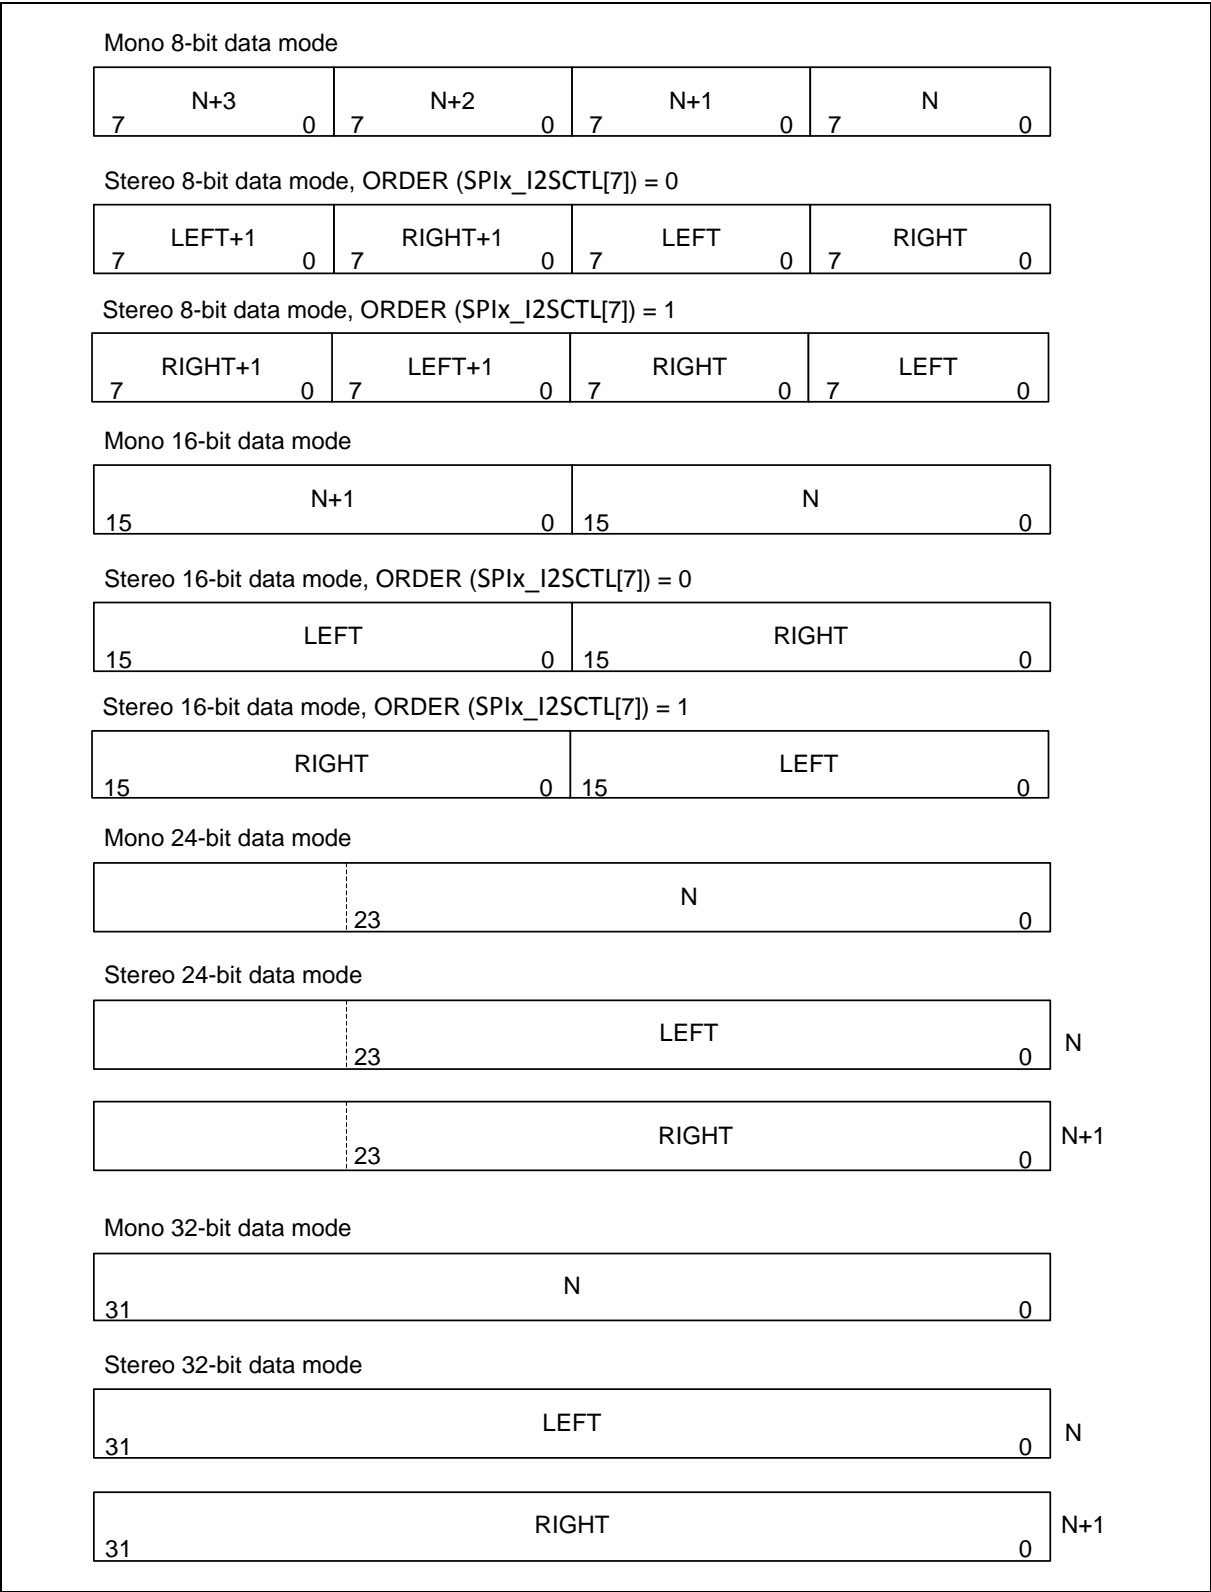 Mono 8-bit data mode
N+3 N+2 N+1 N
7 0 7 0 7 0 7 0
Stereo 8-bit data mode, ORDER (SPIx_I2SCTL[7]) = 0
LEFT+1 RIGHT+1 LEFT RIGHT
7 0 7 0 7 0 7 0
Stereo 8-bit data mode, ORDER (SPIx_I2SCTL[7]) = 1
RIGHT+1 LEFT+1 RIGHT LEFT
7 0 7 0 7 0 7 0
Mono 16-bit data mode
N+1 N
15 0 15 0
Stereo 16-bit data mode, ORDER (SPIx_I2SCTL[7]) = 0
LEFT RIGHT
15 0 15 0
Stereo 16-bit data mode, ORDER (SPIx_I2SCTL[7]) = 1
RIGHT LEFT
15 0 15 0
Mono 24-bit data mode
N
23 0
Stereo 24-bit data mode
LEFT N
23 0
RIGHT N+1
23 0
Mono 32-bit data mode
N
31 0
Stereo 32-bit data mode
LEFT N
31 0
RIGHT N+1
31 0